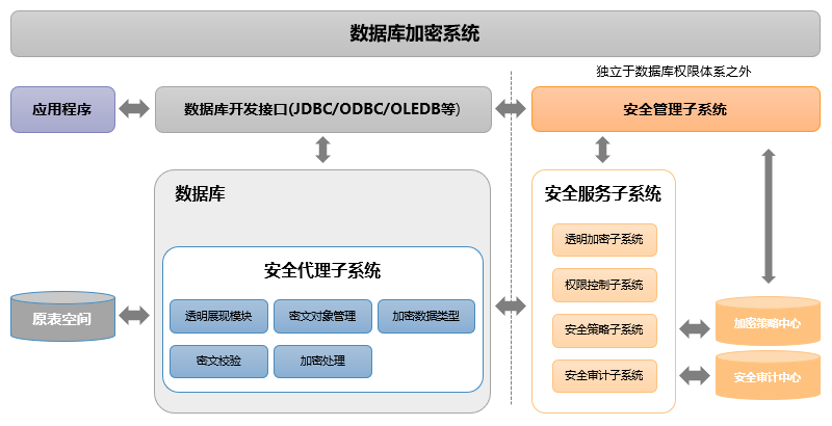 数据库加密系统
独立于数据库权限体系之外
应用程序
数据库开发接口(JDBC/ODBC/OLEDB等)
安全管理子系统
数据库
安全代理子系统
透明展现模块
密文对象管理
加密数据类型
密文校验
加密处理
原表空间
安全服务子系统
透明加密子系统
权限控制子系统
安全策略子系统
安全审计子系统
加密策略中心
安全审计中心